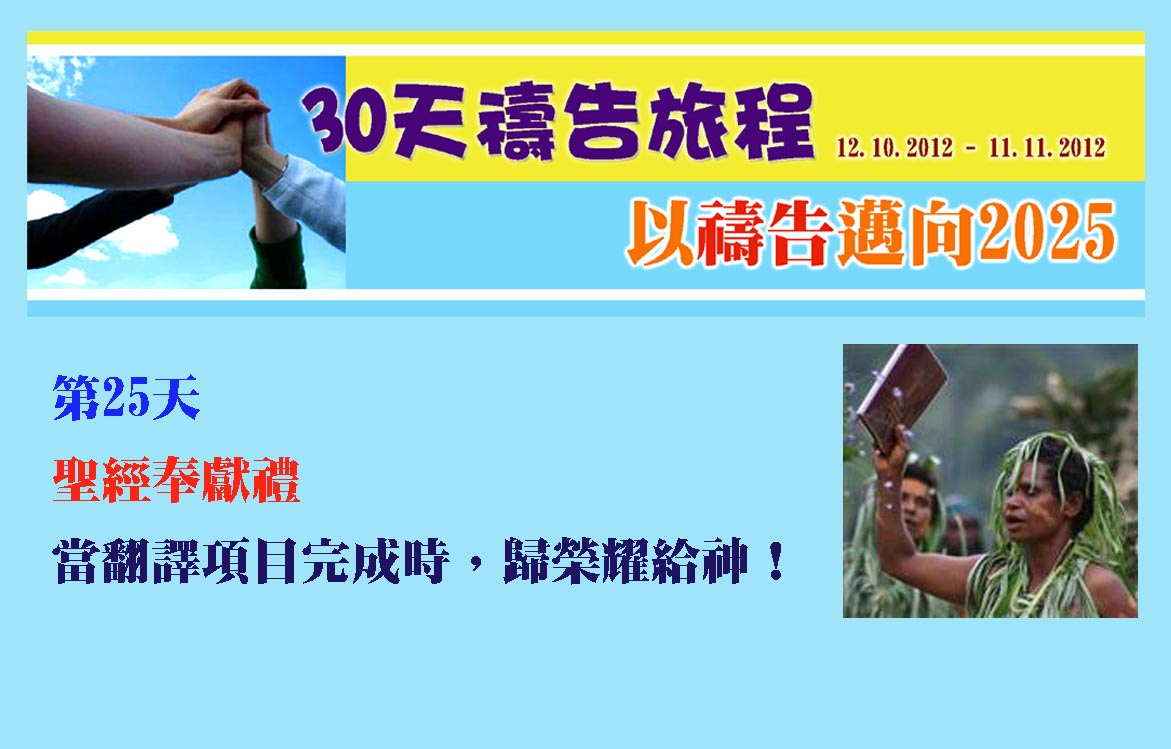 30天禱告旅程
12.10.2012 - 11.11.2012
以禱告邁向2025
第25天
聖經奉獻禮
當翻譯項目完成時，歸榮耀給神！